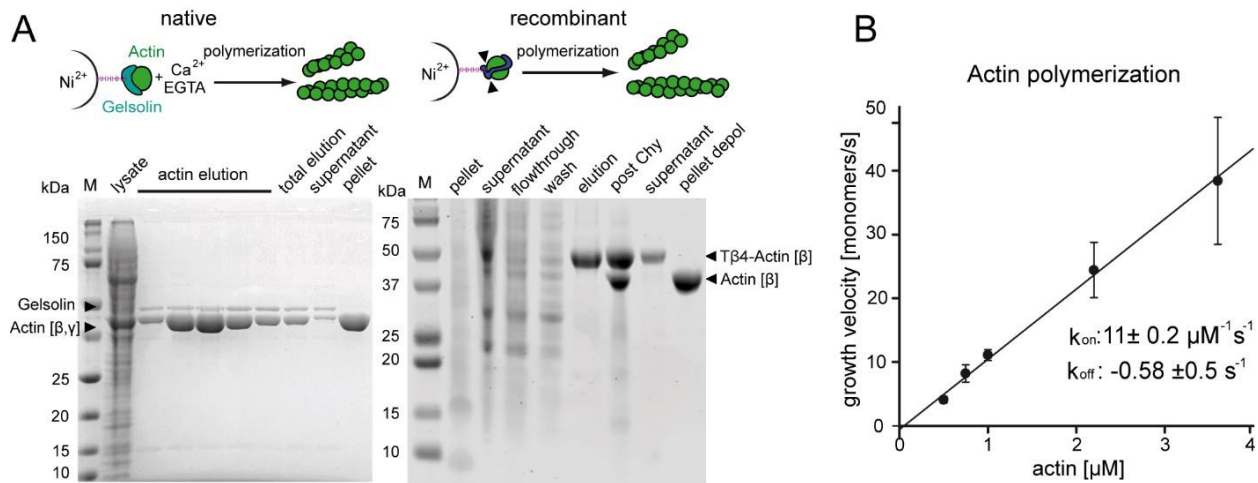 A
native
Actin
Ni2+
+ Ca2+
EGTA
Gelsolin
polymerization
recombinant
Ni2+
polymerization
kDa
M
lysate
actin elution
total elution
supernatant
pellet
150
75
Gelsolin
Actin [β,γ]
25
20
15
10
kDa
M
pellet
supernatant
flowthrough
wash
elution
post Chy
supernatant
pellet depol
75
50
37
25
20
15
10
Tβ4-Actin [β]
Actin [β]
B
Actin polymerization
growth velocity [monomers/s]
50
40
30
20
10
0
kon:11± 0.2 µM-1s-1
koff: -0.58 ±0.5 s-1
0
1
2
3
4
actin [µM]